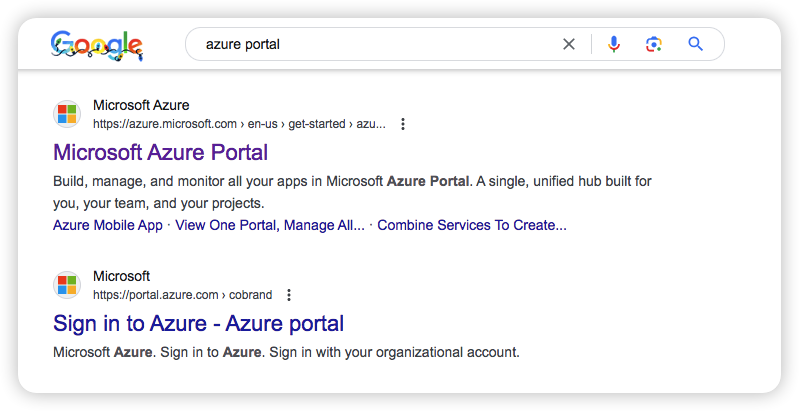 Google
azure portal
Microsoft Azure
https://azure.microsoft.com › en-us › get-started › azu...
Microsoft Azure Portal
Build, manage, and monitor all your apps in Microsoft Azure Portal. A single, unified hub built for
you, your team, and your projects.
Azure Mobile App · View One Portal, Manage All... · Combine Services To Create...
Microsoft
https://portal.azure.com › cobrand
Sign in to Azure - Azure portal
Microsoft Azure. Sign in to Azure. Sign in with your organizational account.